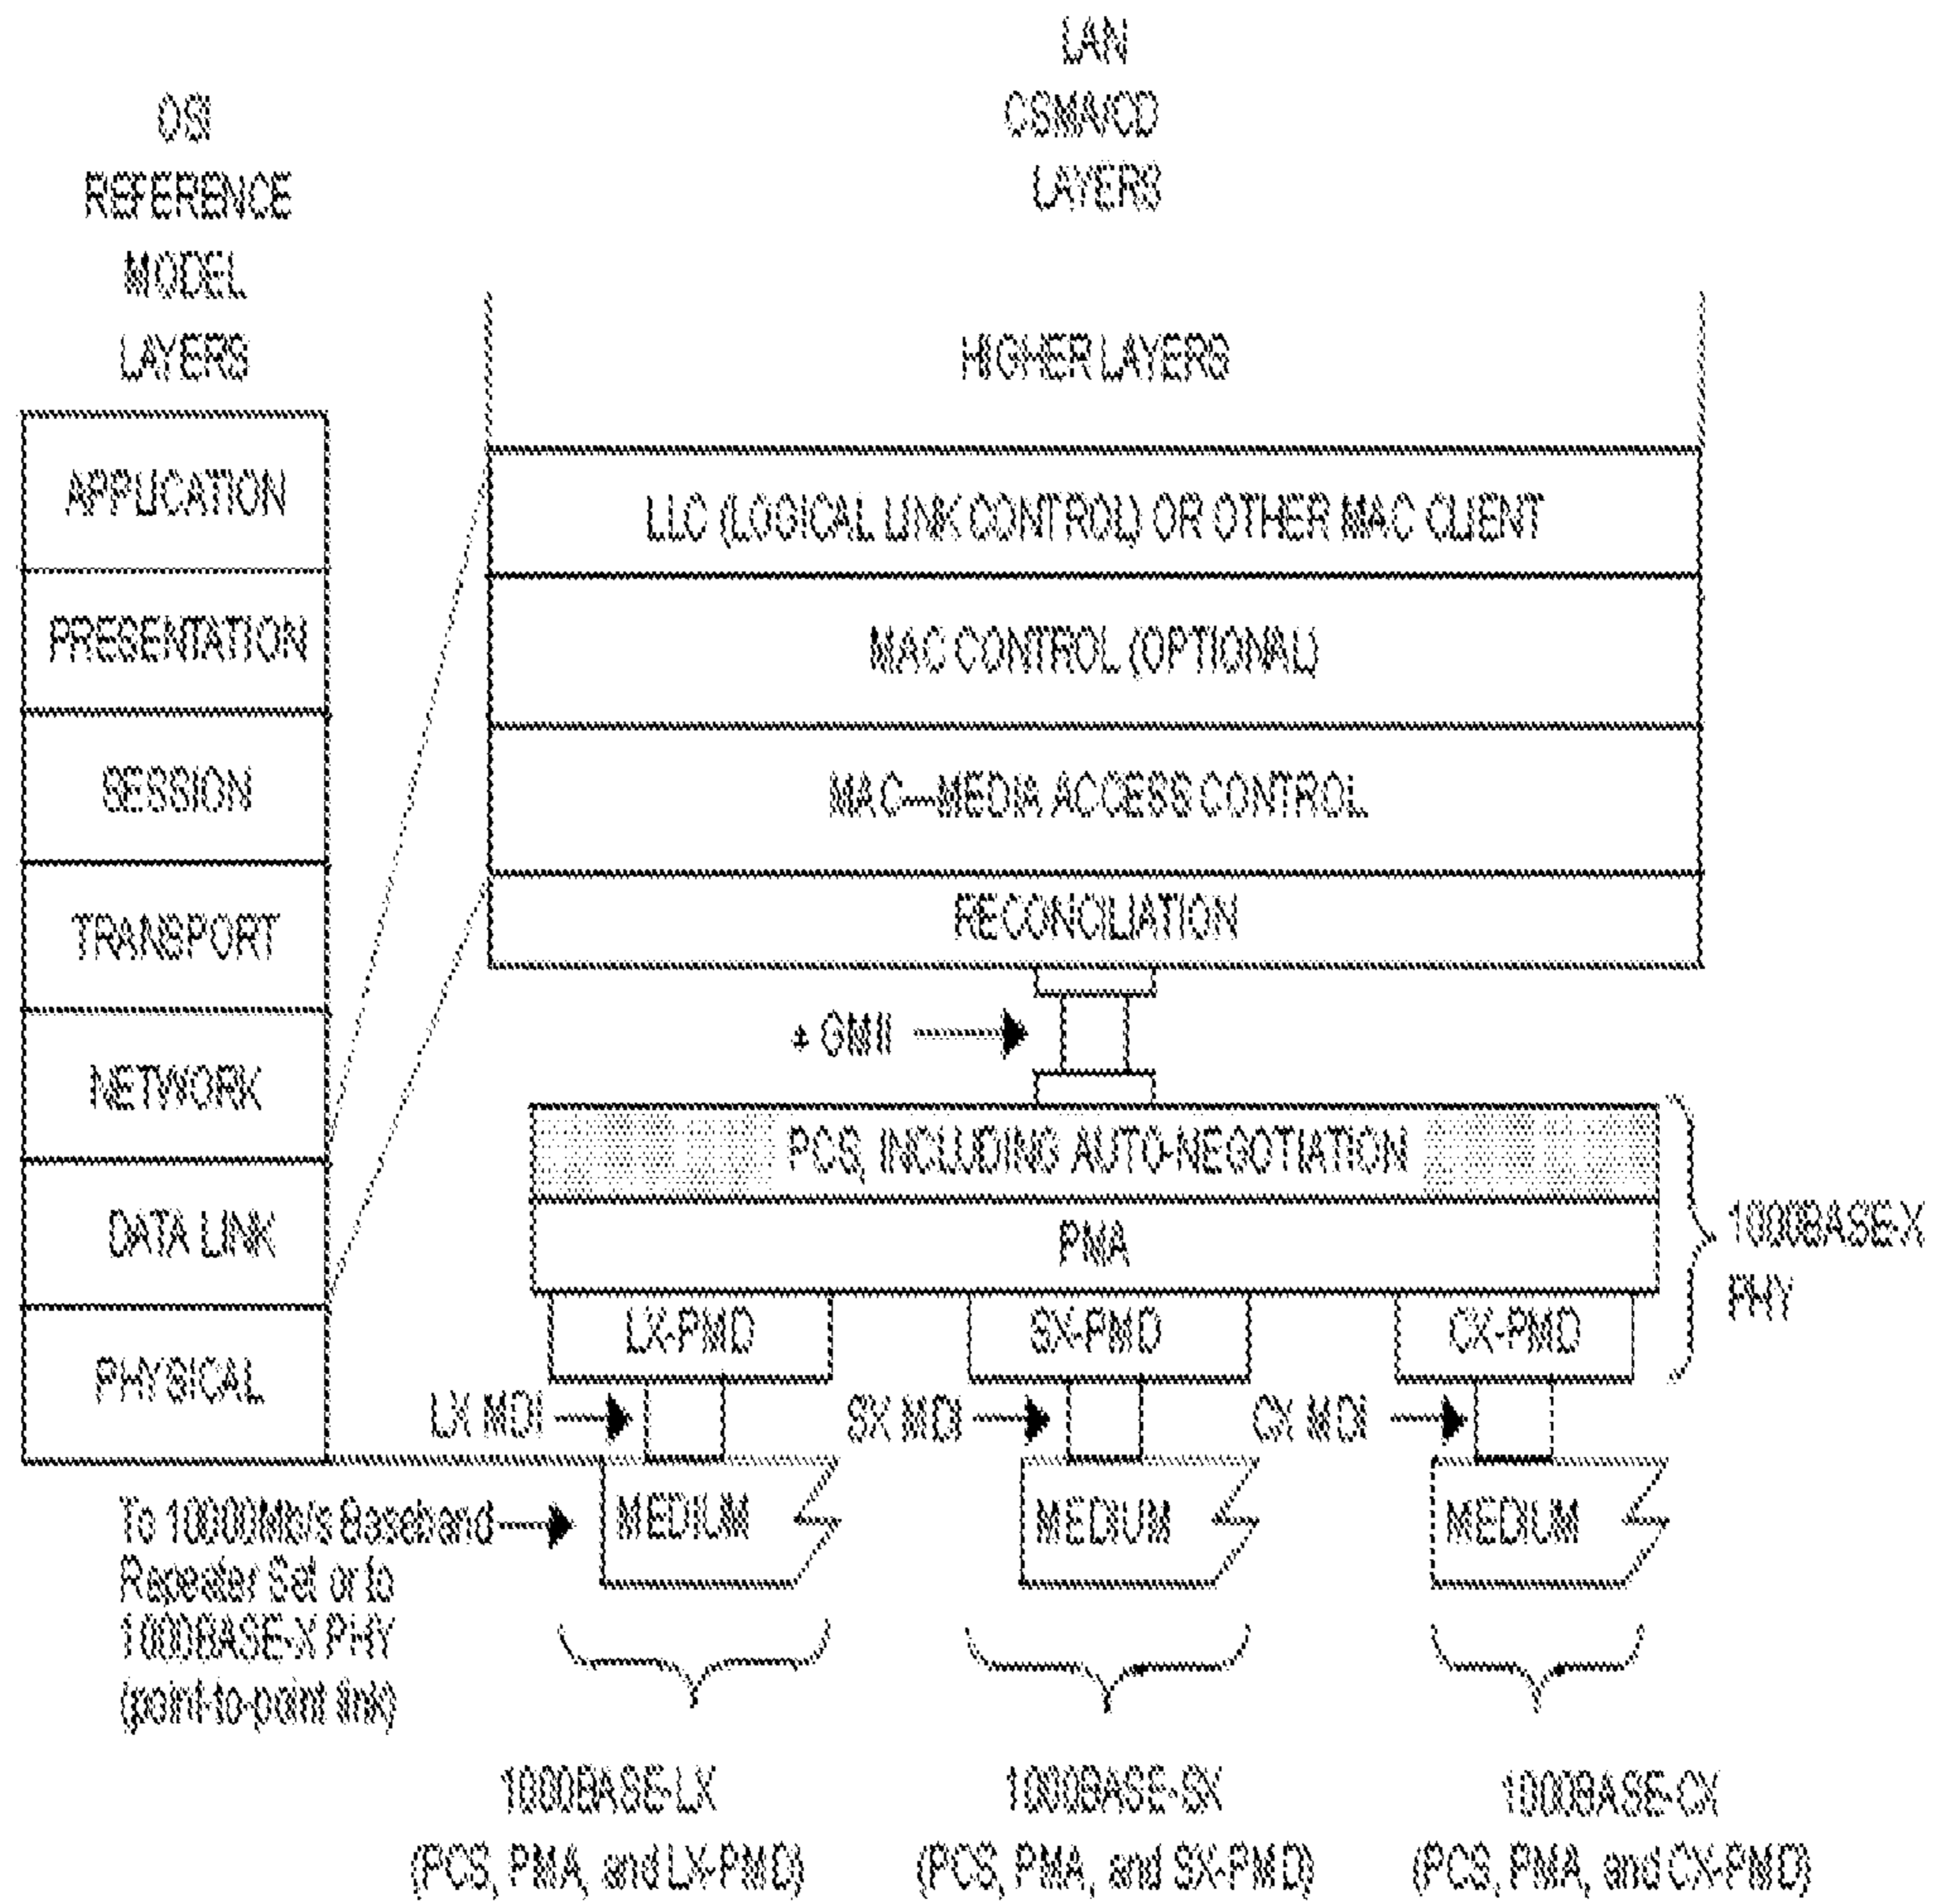 OSI
REFERENCE
MODEL
LAYERS
APPLICATION
PRESENTATION
SESSION
TRANSPORT
NETWORK
DATA LINK
PHYSICAL
LAN
CSMA/CD
LAYERS
HIGHER LAYERS
LLC (LOGICAL LINK CONTROL) OR OTHER MAC CLIENT
MAC CONTROL (OPTIONAL)
MAC—MEDIA ACCESS CONTROL
RECONCILIATION
GMII
PCS, INCLUDING AUTO-NEGOTIATION
PMA
1000BASE-X
PHY
LX-PMD
SX-PMD
CX-PMD
LX MDI
SX MDI
CX MDI
MEDIUM
MEDIUM
MEDIUM
To 10000Mb/s Baseband
Repeater Set or to
1000BASE-X PHY
(point-to-point link)
1000BASE-LX
(PCS, PMA, and LX-PMD)
1000BASE-SX
(PCS, PMA, and SX-PMD)
1000BASE-CX
(PCS, PMA, and CX-PMD)